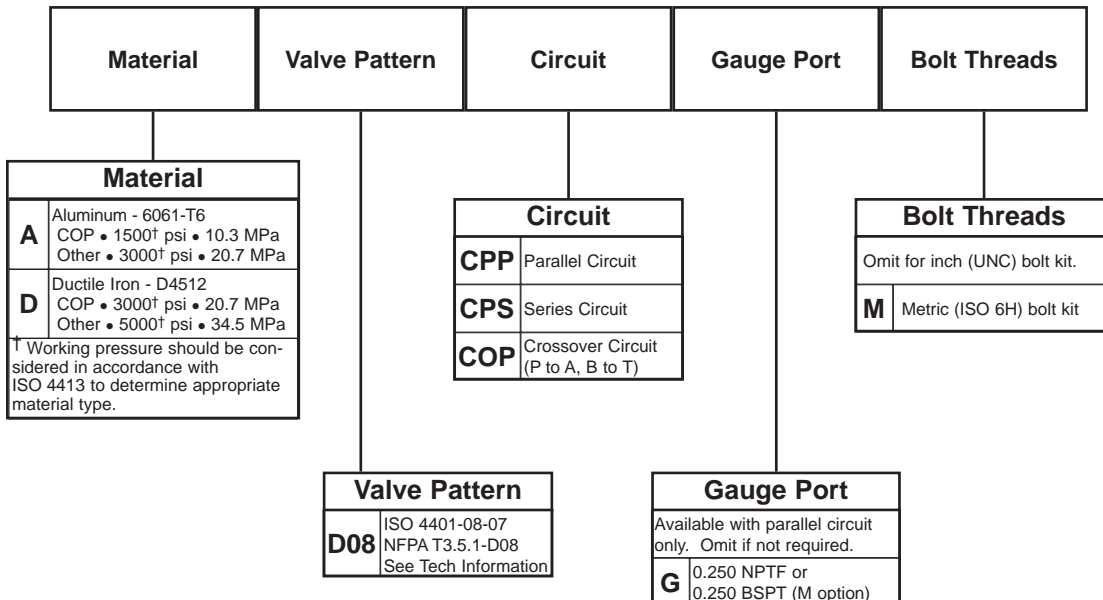 Material
Valve Pattern
Circuit
Gauge Port
Bolt Threads
Material
A
Aluminum - 6061-T6
COP • 1500† psi • 10.3 MPa
Other • 3000† psi • 20.7 MPa
D
Ductile Iron - D4512
COP • 3000† psi • 20.7 MPa
Other • 5000† psi • 34.5 MPa
† Working pressure should be con-
sidered in accordance with
ISO 4413 to determine appropriate
material type.
Circuit
CPP Parallel Circuit
CPS Series Circuit
COP Crossover Circuit
(P to A, B to T)
Bolt Threads
Omit for inch (UNC) bolt kit.
M Metric (ISO 6H) bolt kit
Valve Pattern
D08
ISO 4401-08-07
NFPA T3.5.1-D08
See Tech Information
Gauge Port
Available with parallel circuit
only. Omit if not required.
G
0.250 NPTF or
0.250 BSPT (M option)